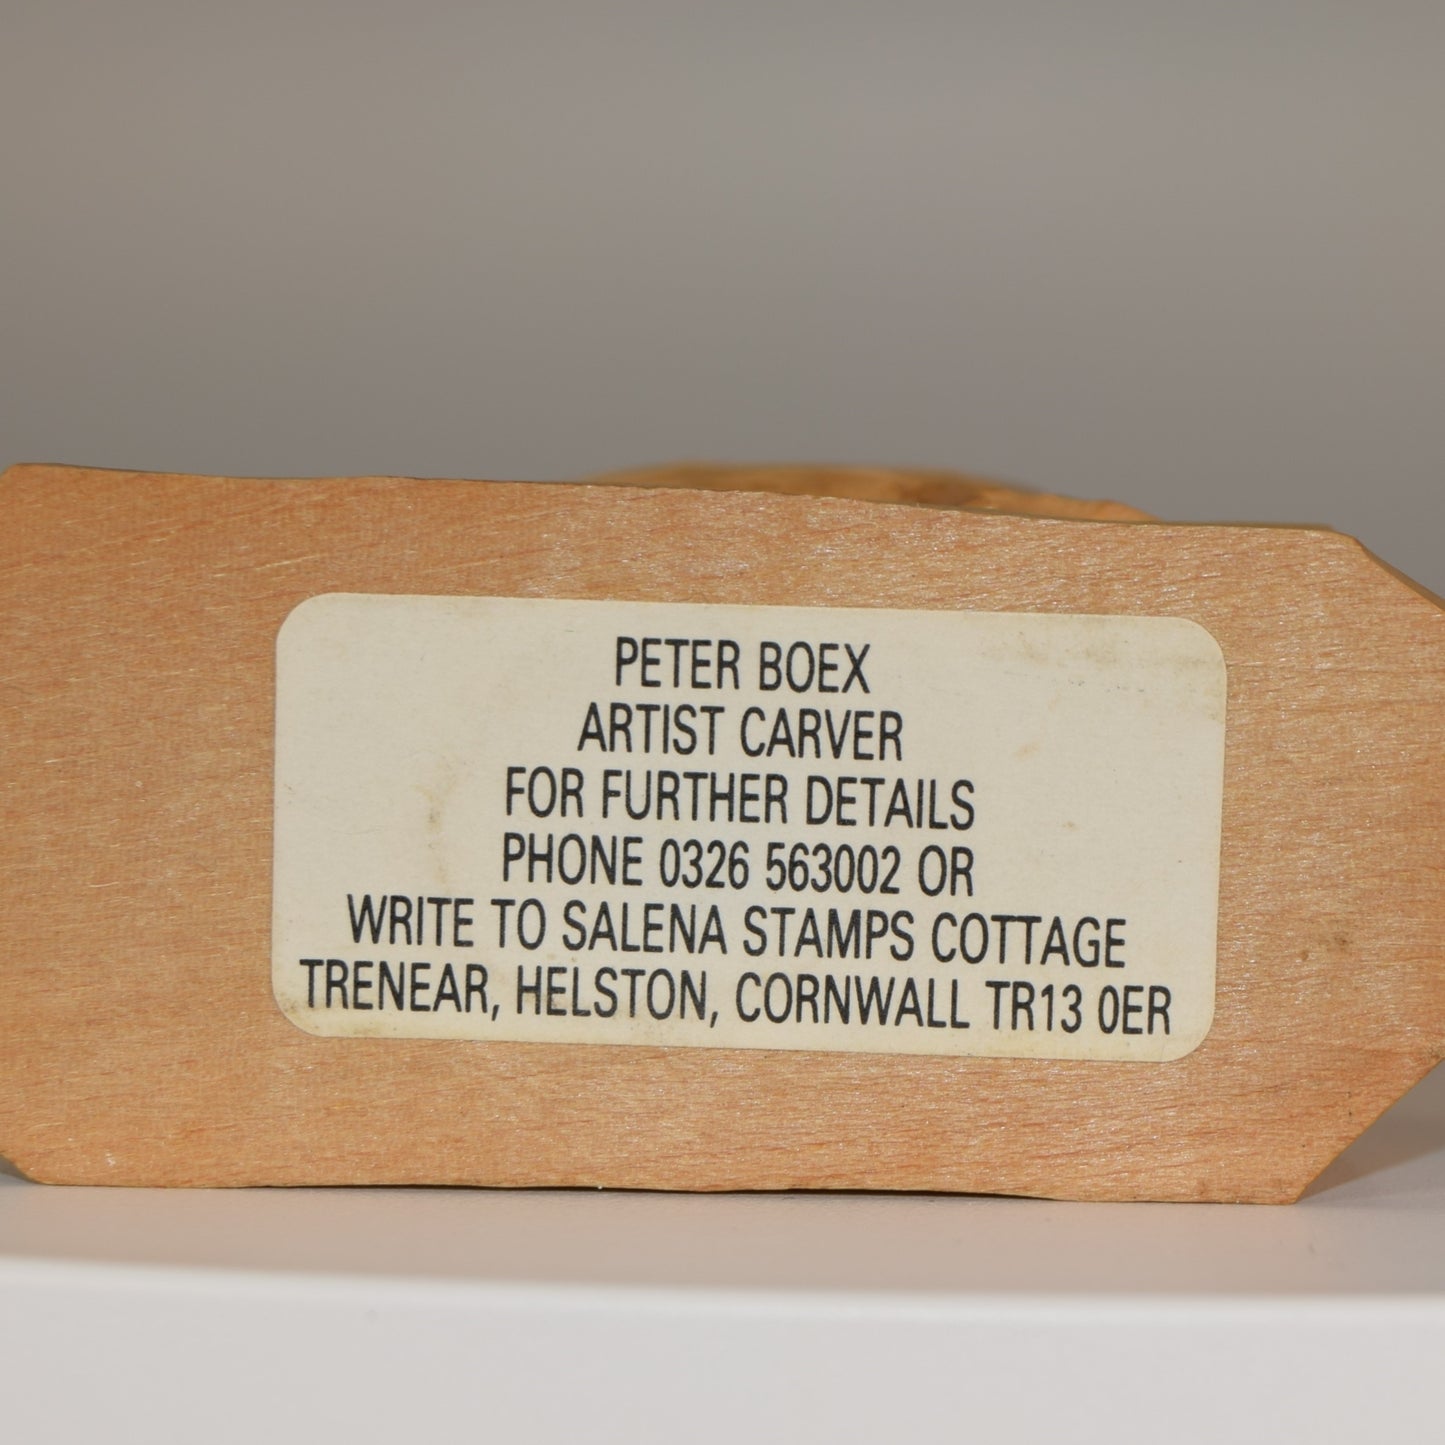 PETER BOEX
ARTIST CARVER
FOR FURTHER DETAILS
PHONE 0326 563002 OR
WRITE TO SALENA STAMPS COTTAGE
TRENEAR, HELSTON, CORNWALL TR13 0ER